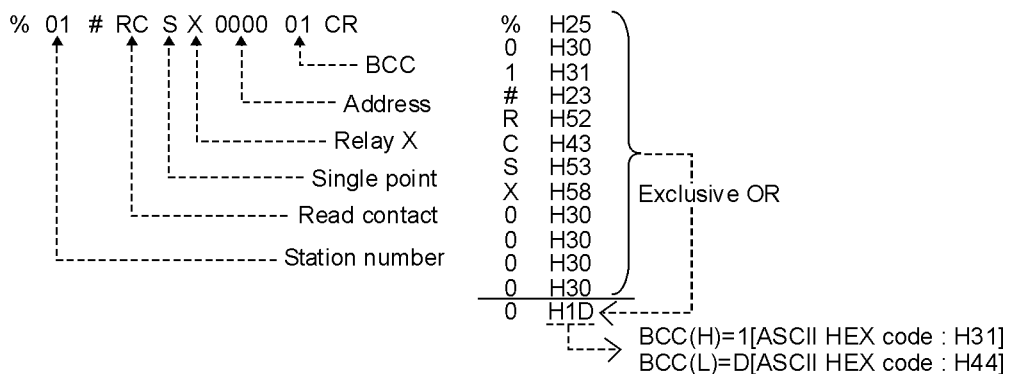 % 01 # RC S X 0000 01 CR
BCC
Address
Relay X
Single point
Read contact
Station number
% H25
0 H30
1 H31
# H23
R H52
C H43
S H53
X H58
0 H30
0 H30
0 H30
0 H30
0 H1D
Exclusive OR
BCC(H)=1[ASCII HEX code : H31]
BCC(L)=D[ASCII HEX code : H44]